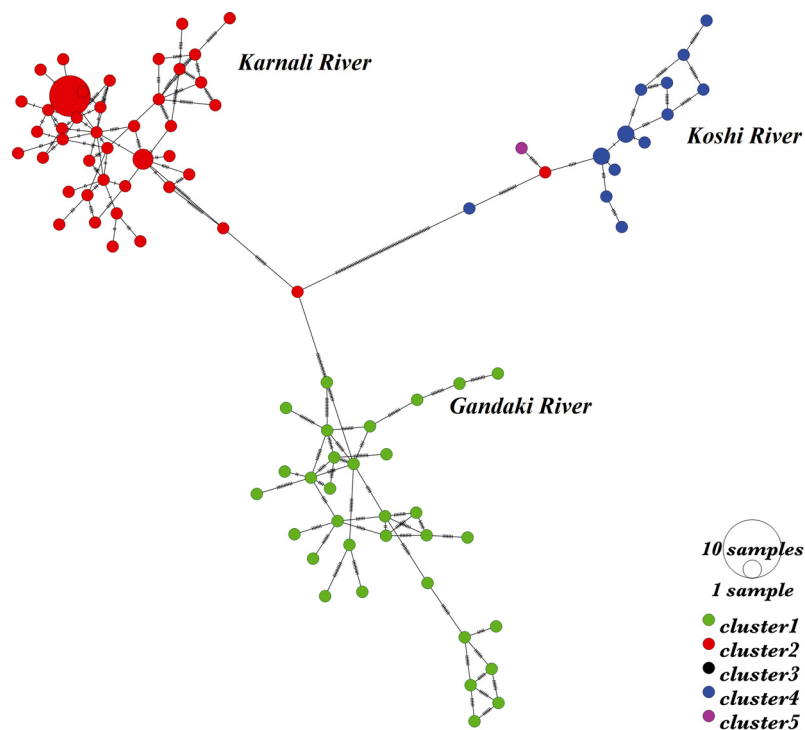 Karnali River
Koshi River
Gandaki River
10 samples
1 sample
cluster1
cluster2
cluster3
cluster4
cluster5